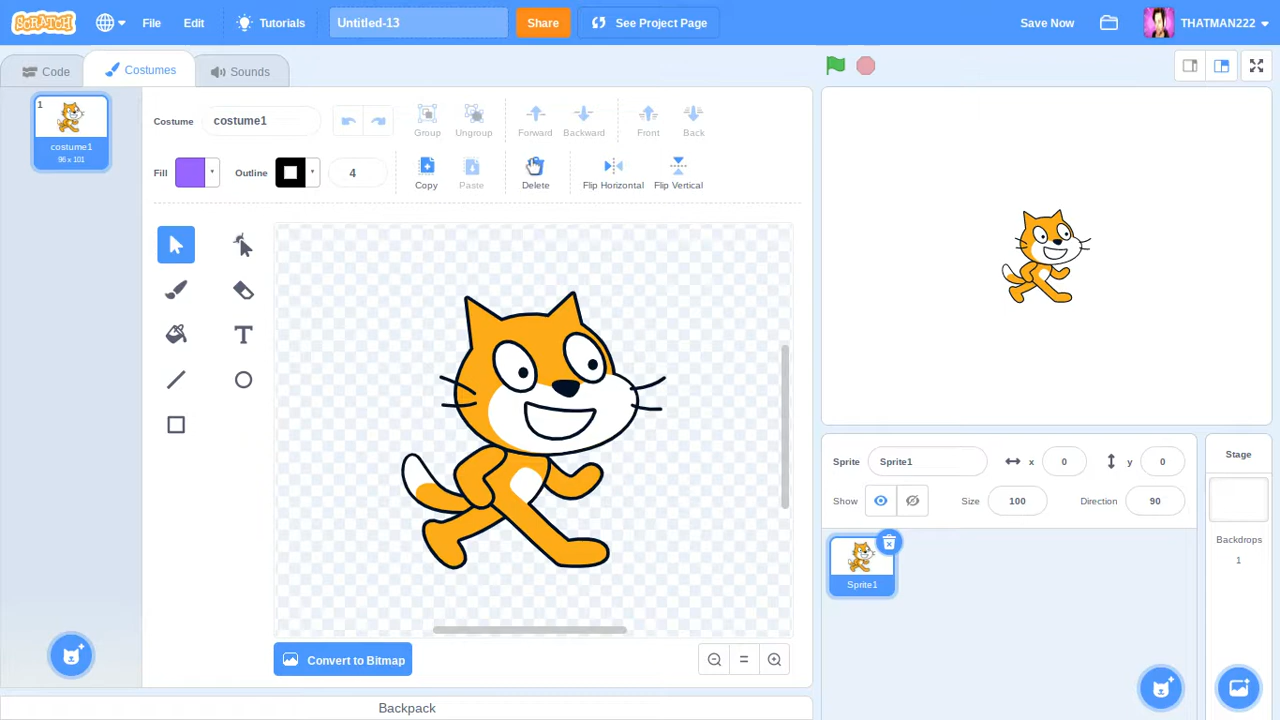 SCRATCH File Edit Tutorials Untitled-13 Share See Project Page Save Now THATMAN222
Code Costumes Sounds
1
costume1
96 x 101
Costume costume1 Group Ungroup Forward Backward Front Back
Fill Outline 4 Copy Paste Delete Flip Horizontal Flip Vertical
Convert to Bitmap
Backpack
Sprite Sprite1 x 0 y 0
Show Size 100 Direction 90
Sprite1
Stage
Backdrops
1